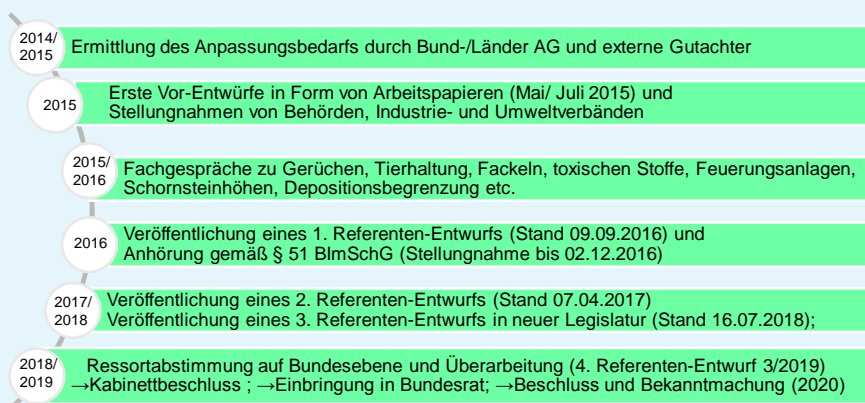 2014/
2015
Ermittlung des Anpassungsbedarfs durch Bund-/Länder AG und externe Gutachter
2015
Erste Vor-Entwürfe in Form von Arbeitspapieren (Mai/ Juli 2015) und
Stellungnahmen von Behörden, Industrie- und Umweltverbänden
2015/
2016
Fachgespräche zu Gerüchen, Tierhaltung, Fackeln, toxischen Stoffe, Feuerungsanlagen,
Schornsteinhöhen, Depositionsbegrenzung etc.
2016
Veröffentlichung eines 1. Referenten-Entwurfs (Stand 09.09.2016) und
Anhörung gemäß § 51 BImSchG (Stellungnahme bis 02.12.2016)
2017/
2018
Veröffentlichung eines 2. Referenten-Entwurfs (Stand 07.04.2017)
Veröffentlichung eines 3. Referenten-Entwurfs in neuer Legislatur (Stand 16.07.2018);
2018/
2019
Ressortabstimmung auf Bundesebene und Überarbeitung (4. Referenten-Entwurf 3/2019)
→Kabinettbeschluss ; →Einbringung in Bundesrat; →Beschluss und Bekanntmachung (2020)